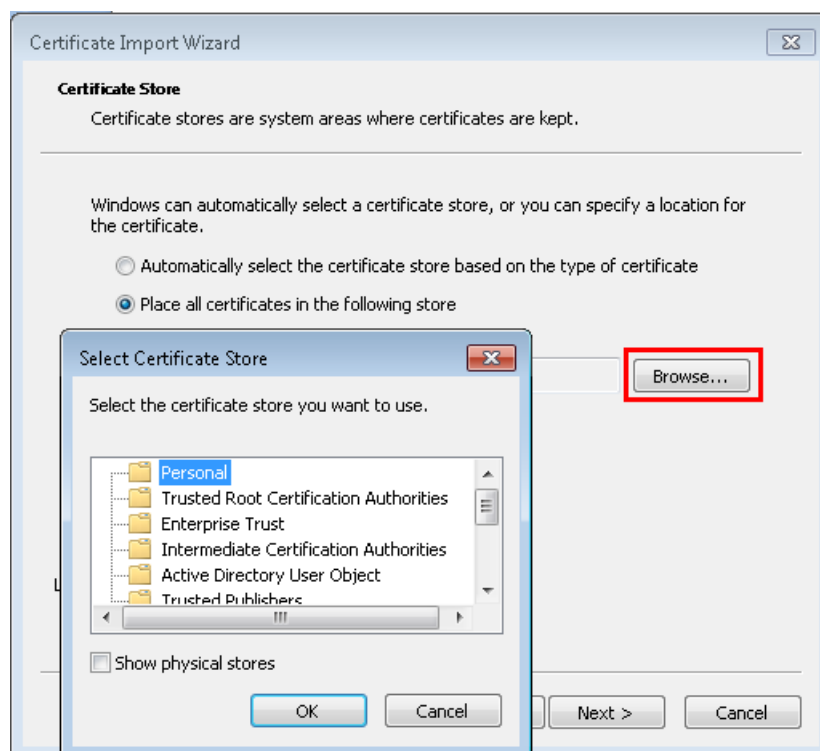 Certificate Import Wizard
Certificate Store
Certificate stores are system areas where certificates are kept.
Windows can automatically select a certificate store, or you can specify a location for
the certificate.
Automatically select the certificate store based on the type of certificate
Place all certificates in the following store
Select Certificate Store
Browse...
Select the certificate store you want to use.
Personal
Trusted Root Certification Authorities
Enterprise Trust
Intermediate Certification Authorities
Active Directory User Object
Trusted Publishers
Show physical stores
OK
Cancel
Next >
Cancel